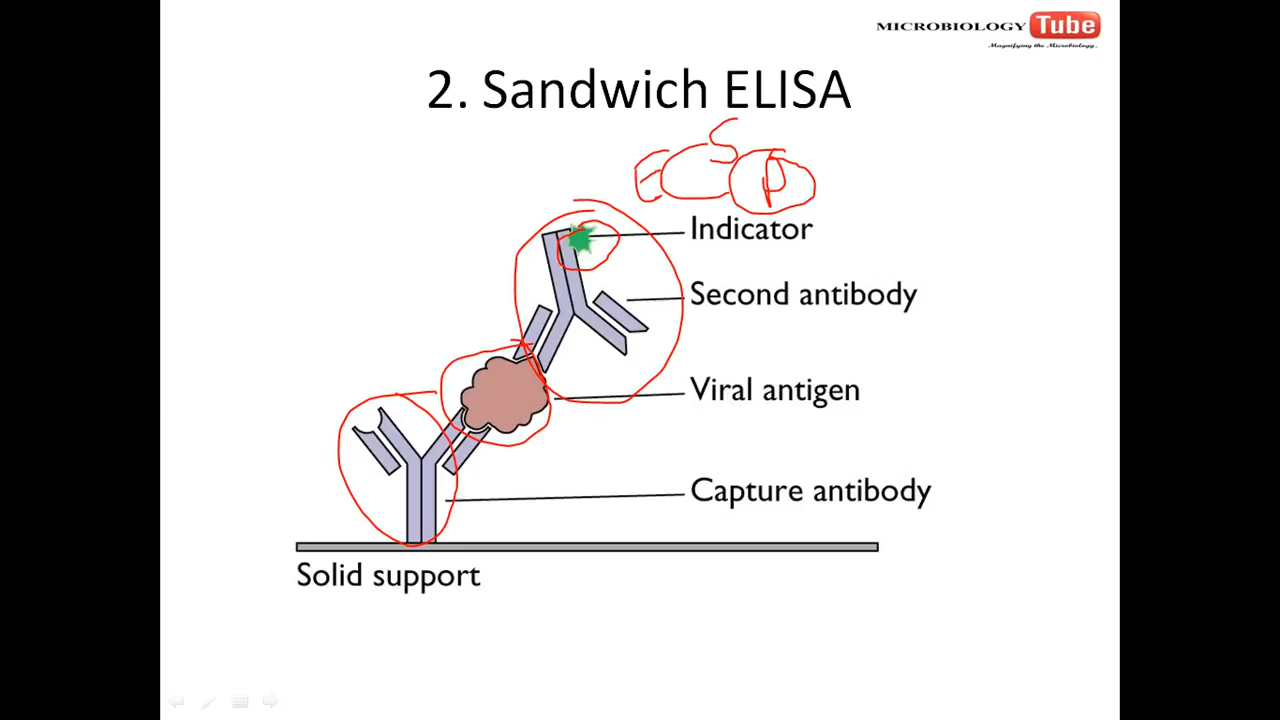 MICROBIOLOGY Tube
Magnifying the Microbiology.
2. Sandwich ELISA
E S P
Indicator
Second antibody
Viral antigen
Capture antibody
Solid support